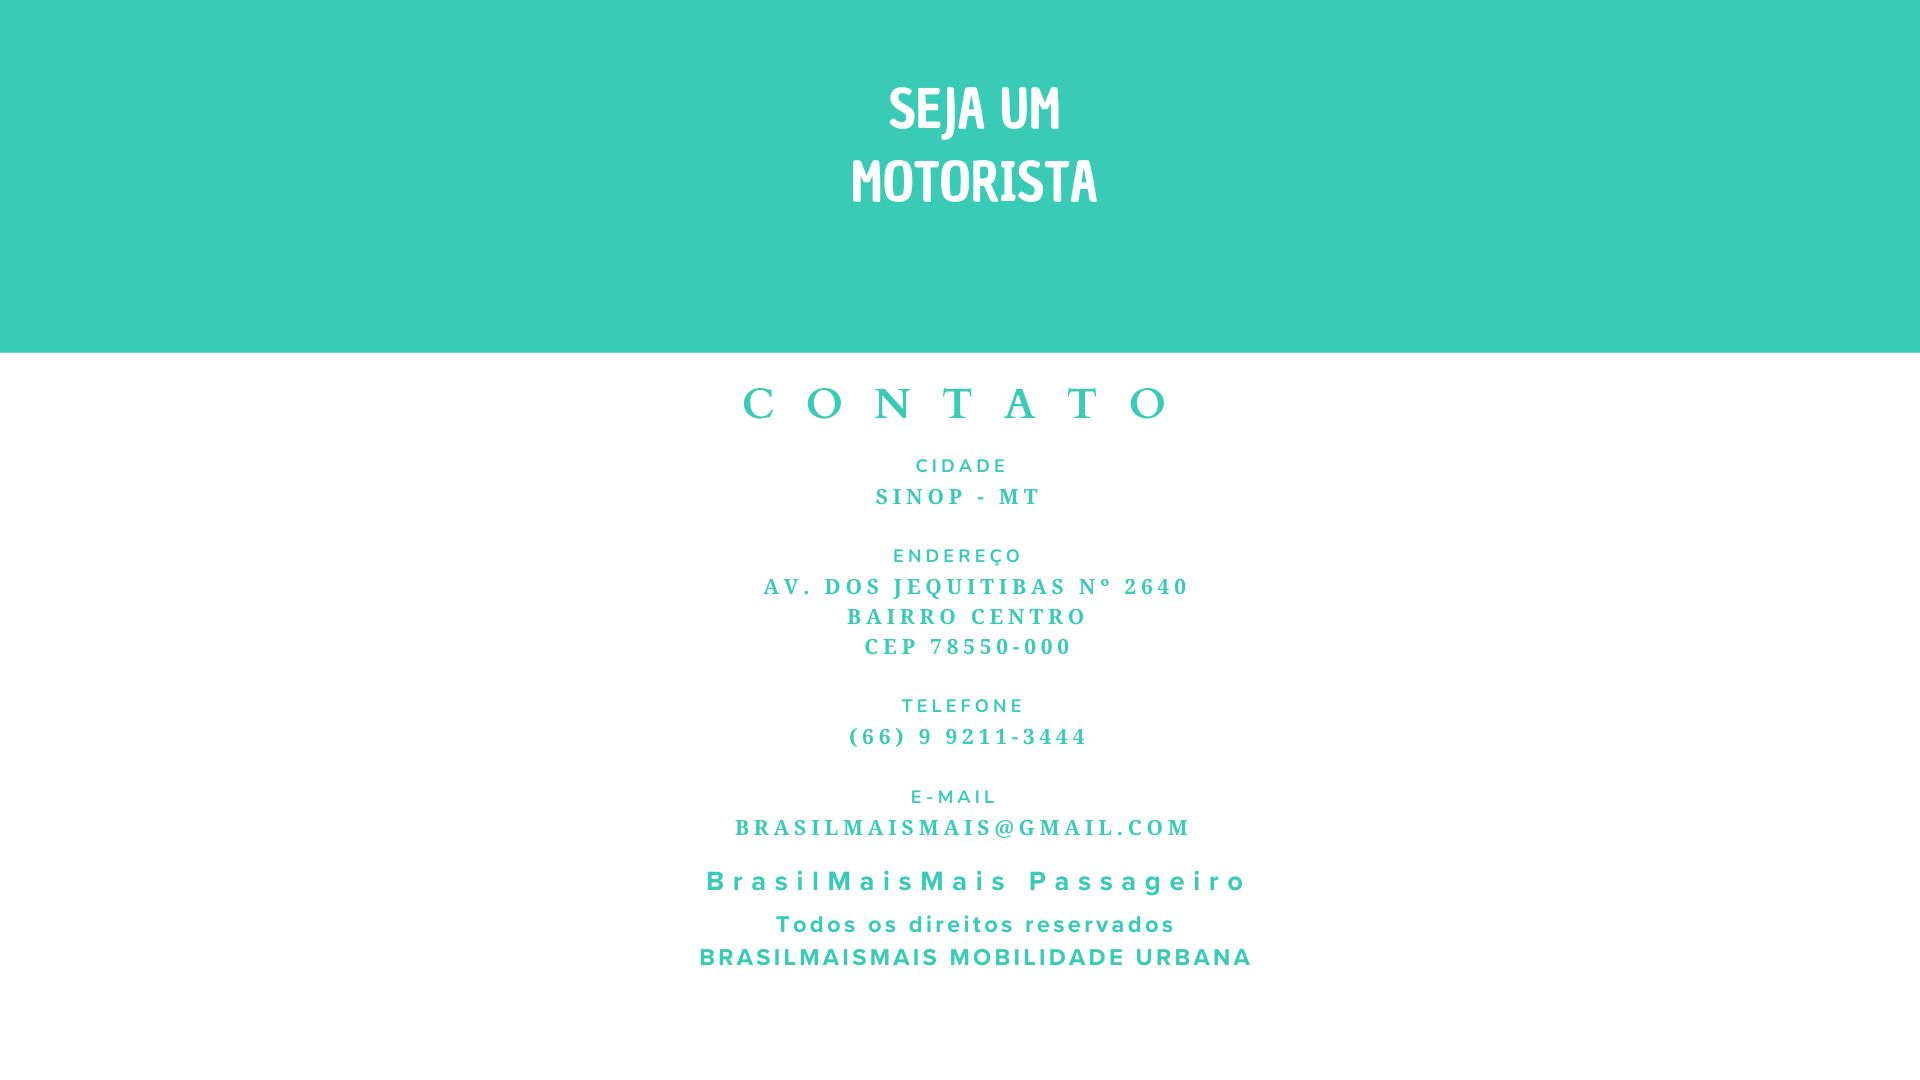 SEJA UM
MOTORISTA
CONTATO
CIDADE
SINOP - MT
ENDEREÇO
AV. DOS JEQUITIBAS Nº 2640
BAIRRO CENTRO
CEP 78550-000
TELEFONE
(66) 9 9211-3444
E-MAIL
BRASILMAISMAIS@GMAIL.COM
BrasilMaisMais Passageiro
Todos os direitos reservados
BRASILMAISMAIS MOBILIDADE URBANA